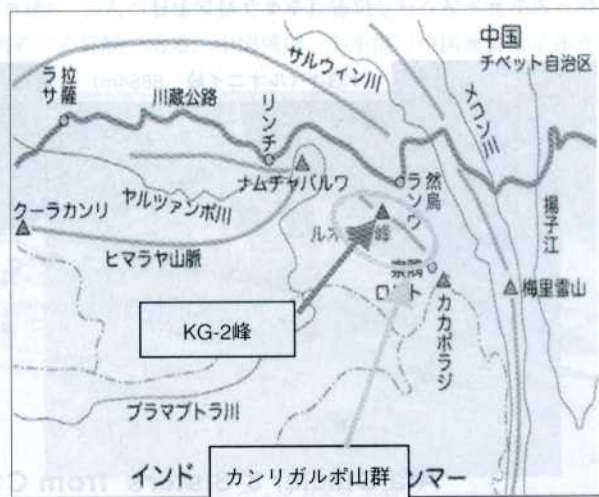 中国
チベット自治区
サルウィン川
メコン川
拉薩
ラサ
川蔵公路
リンチ
然烏
ランウ
揚子江
ナムチャバルワ
ヤルツァンポ川
クーラカンリ
ヒマラヤ山脈
峰
カカボラジ
梅里雪山
KG-2峰
ブラマプトラ川
インド
カンリガルポ山群
ンマー